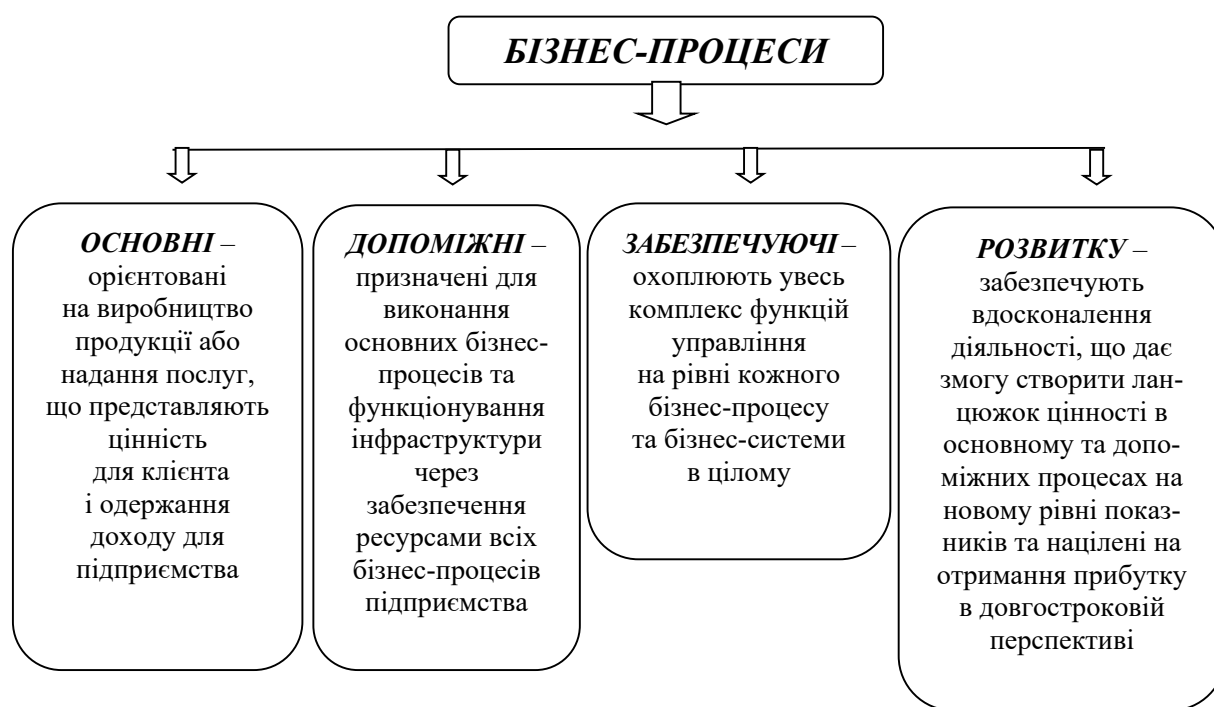 БІЗНЕС-ПРОЦЕСИ
ОСНОВНІ –
орієнтовані
на виробництво
продукції або
надання послуг,
що представляють
цінність
для клієнта
і одержання
доходу для
підприємства
ДОПОМІЖНІ –
призначені для
виконання
основних бізнес-
процесів та
функціонування
інфраструктури
через
забезпечення
ресурсами всіх
бізнес-процесів
підприємства
ЗАБЕЗПЕЧУЮЧІ –
охоплюють увесь
комплекс функцій
управління
на рівні кожного
бізнес-процесу
та бізнес-системи
в цілому
РОЗВИТКУ –
забезпечують
вдосконалення
діяльності, що дає
змогу створити лан-
цюжок цінності в
основному та допо-
міжних процесах на
новому рівні показ-
ників та націлені на
отримання прибутку
в довгостроковій
перспективі